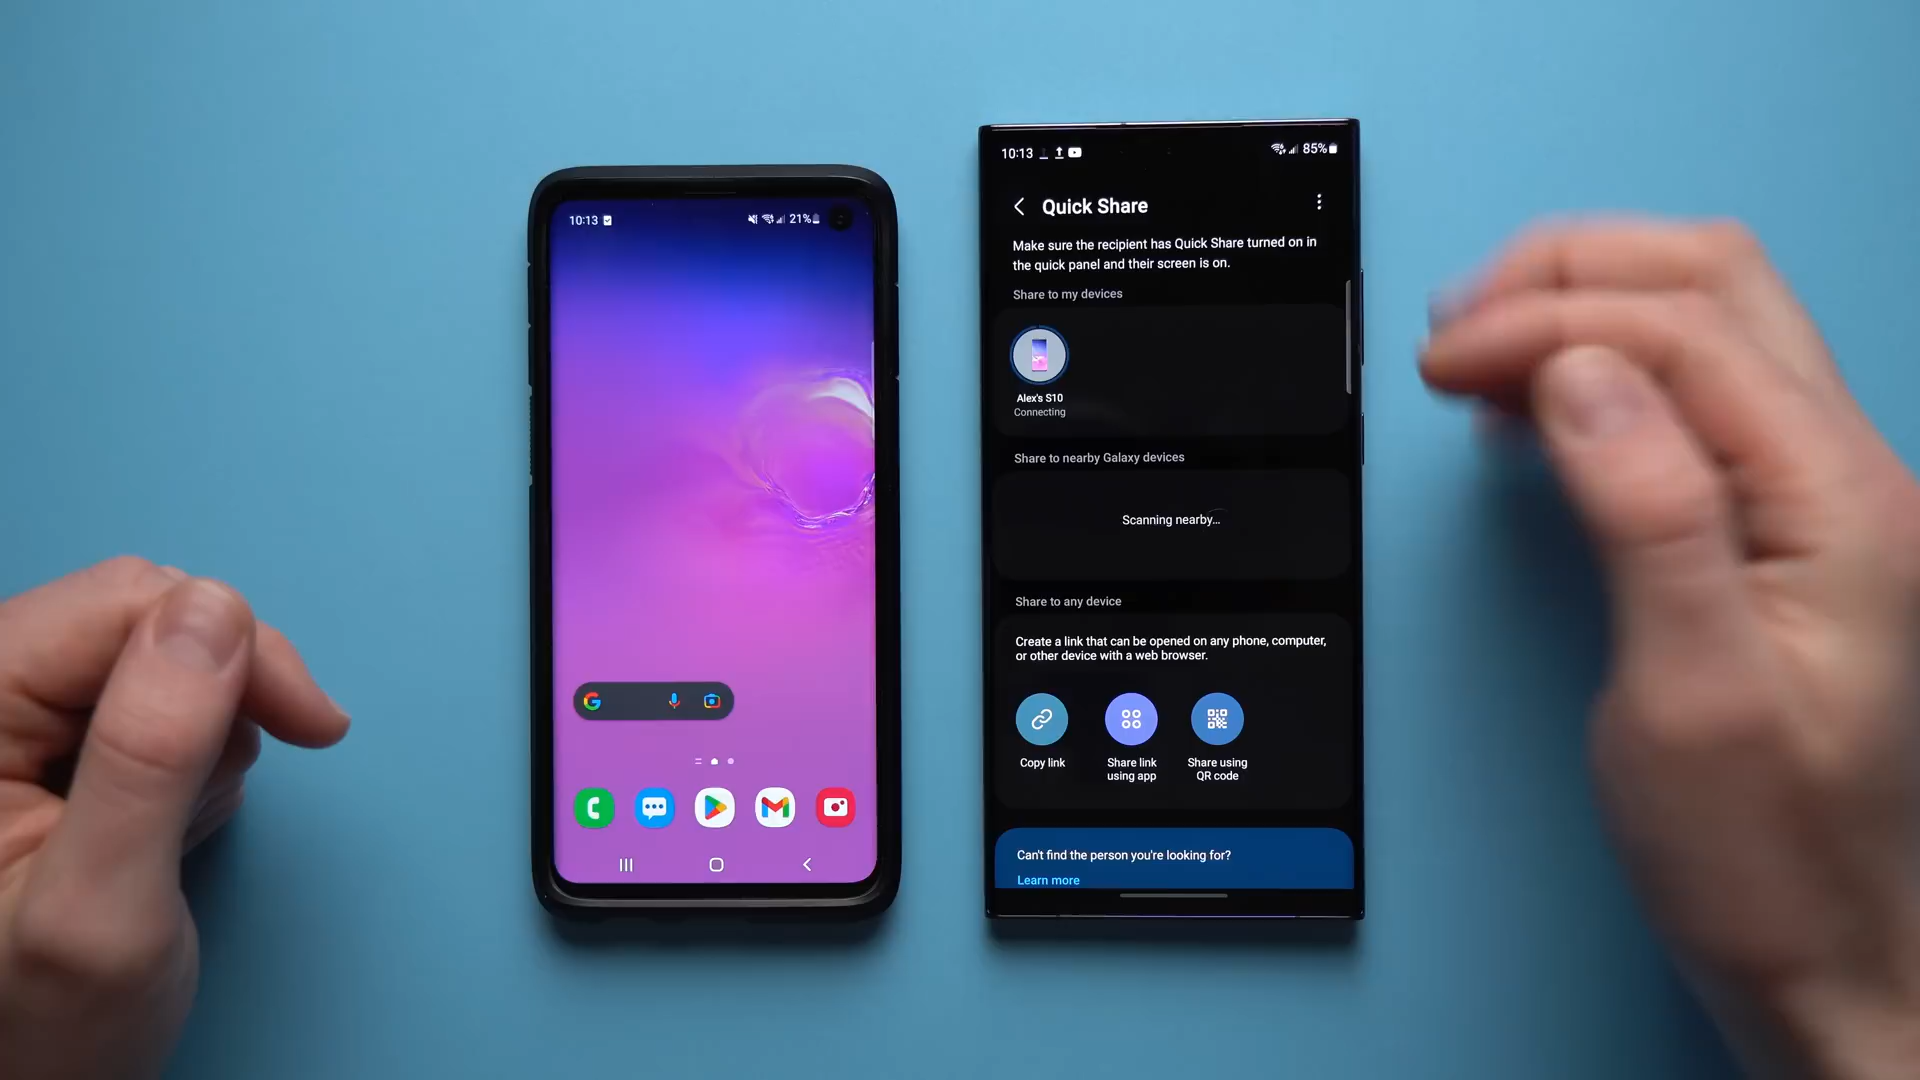 10:13
21%
10:13
85%
Quick Share
Make sure the recipient has Quick Share turned on in
the quick panel and their screen is on.
Share to my devices
Alex's S10
Connecting
Share to nearby Galaxy devices
Scanning nearby...
Share to any device
Create a link that can be opened on any phone, computer,
or other device with a web browser.
Copy link
Share link
using app
Share using
QR code
Can't find the person you're looking for?
Learn more